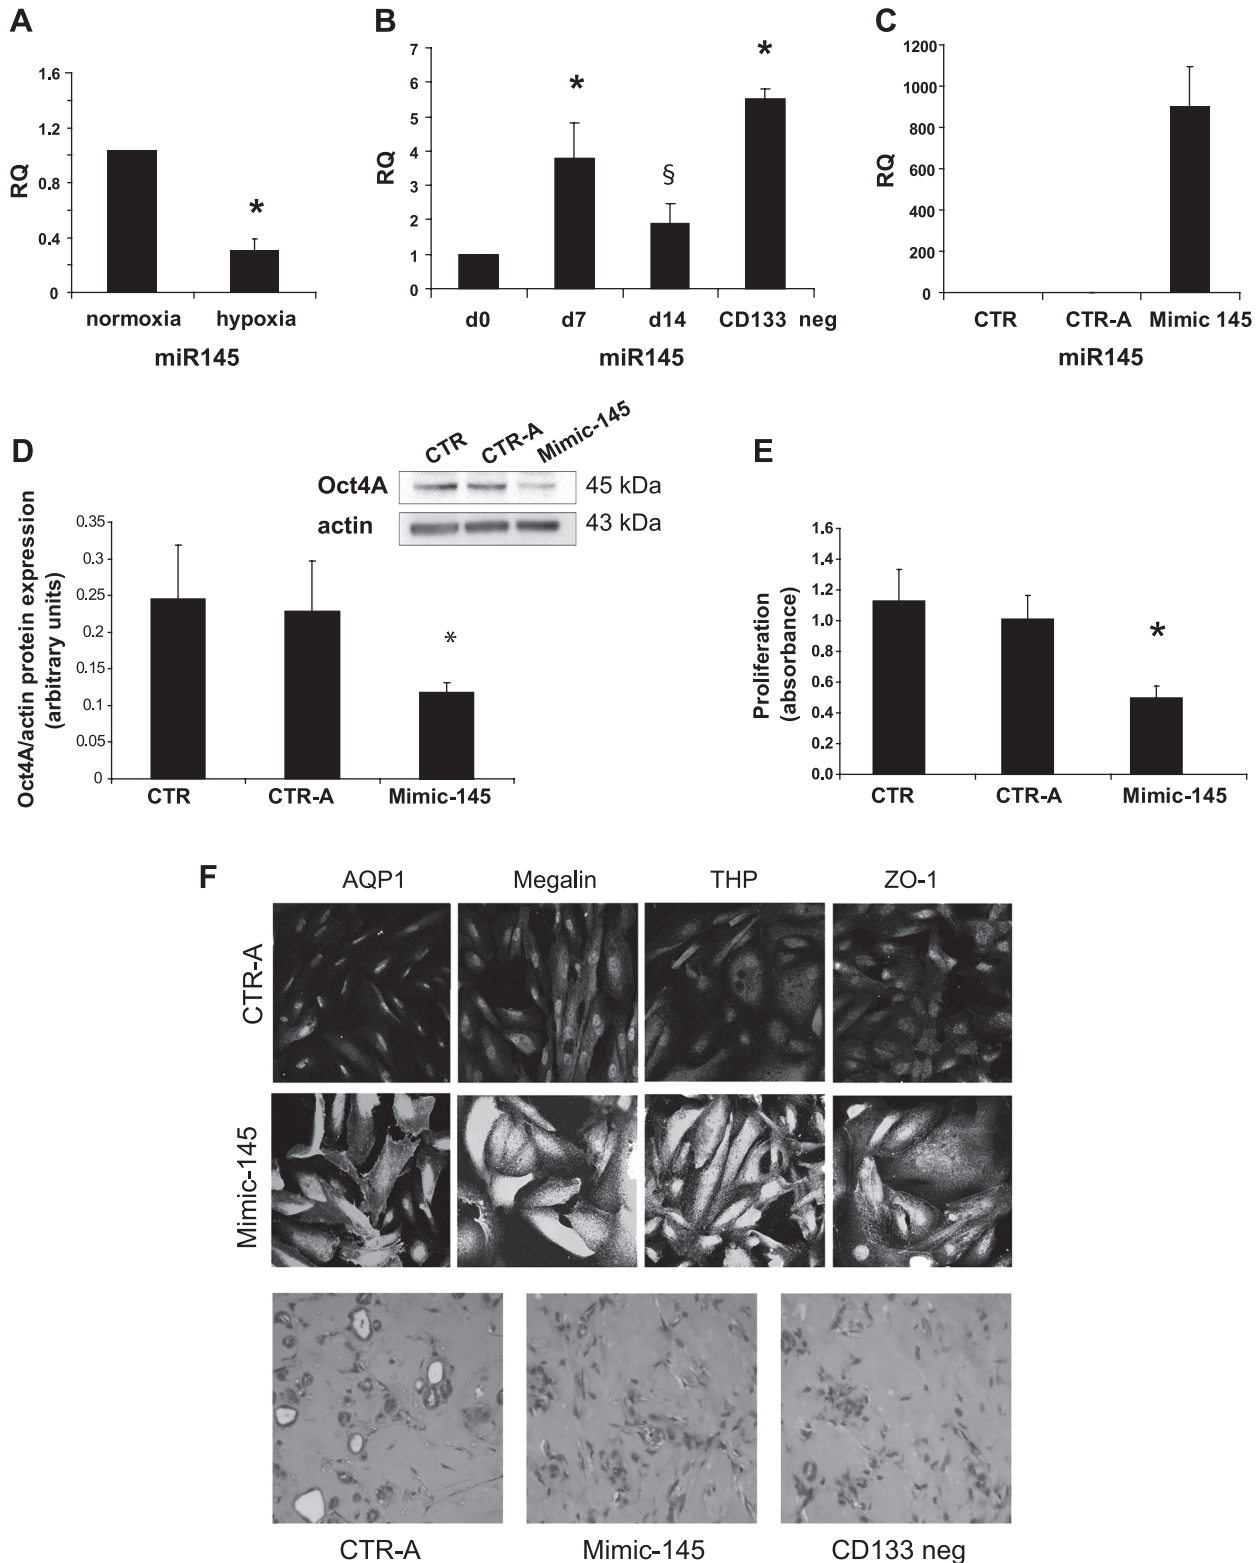 A
1.6
1.2
0.8
0.4
0
RQ
*
normoxia hypoxia
miR145
B
7
6
5
4
3
2
1
0
RQ
*
§
*
d0 d7 d14 CD133 neg
miR145
C
1200
1000
800
600
400
200
0
RQ
CTR CTR-A Mimic 145
miR145
D
CTR CTR-A Mimic-145
Oct4A 45 kDa
actin 43 kDa
0.35
0.3
0.25
0.2
0.15
0.1
0.05
0
Oct4A/actin protein expression
(arbitrary units)
*
CTR CTR-A Mimic-145
E
1.6
1.4
1.2
1.0
0.8
0.6
0.4
0.2
0.0
Proliferation
(absorbance)
*
CTR CTR-A Mimic-145
F
AQP1 Megalin THP ZO-1
CTR-A
Mimic-145
CTR-A Mimic-145 CD133 neg